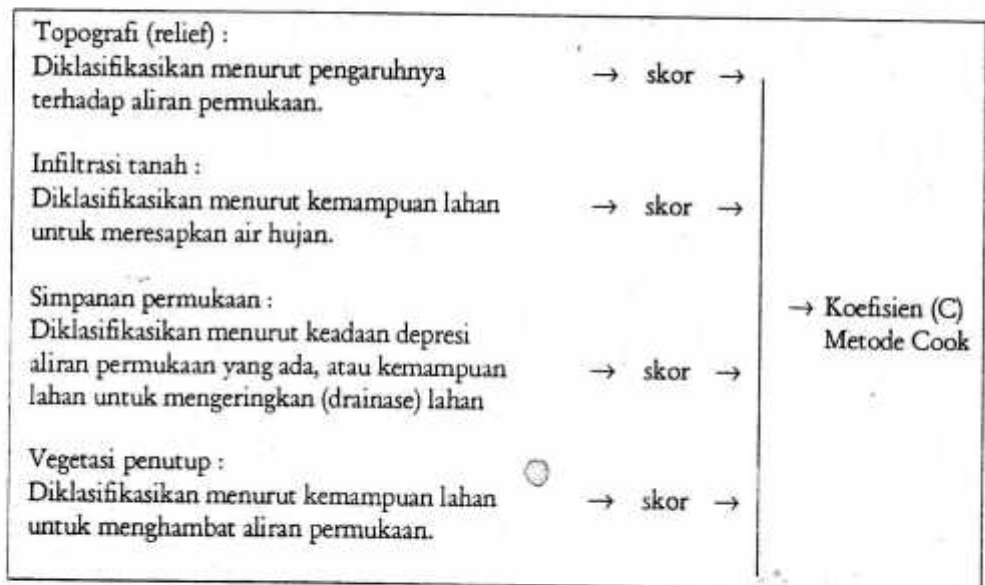 Topografi (relief) :
Diklasifikasikan menurut pengaruhnya → skor →
terhadap aliran permukaan.
Infiltrasi tanah :
Diklasifikasikan menurut kemampuan lahan → skor →
untuk meresapkan air hujan.
Simpanan permukaan :
Diklasifikasikan menurut keadaan depresi
aliran permukaan yang ada, atau kemampuan → skor →
lahan untuk mengeringkan (drainase) lahan
→ Koefisien (C)
Metode Cook
Vegetasi penutup :
Diklasifikasikan menurut kemampuan lahan → skor →
untuk menghambat aliran permukaan.